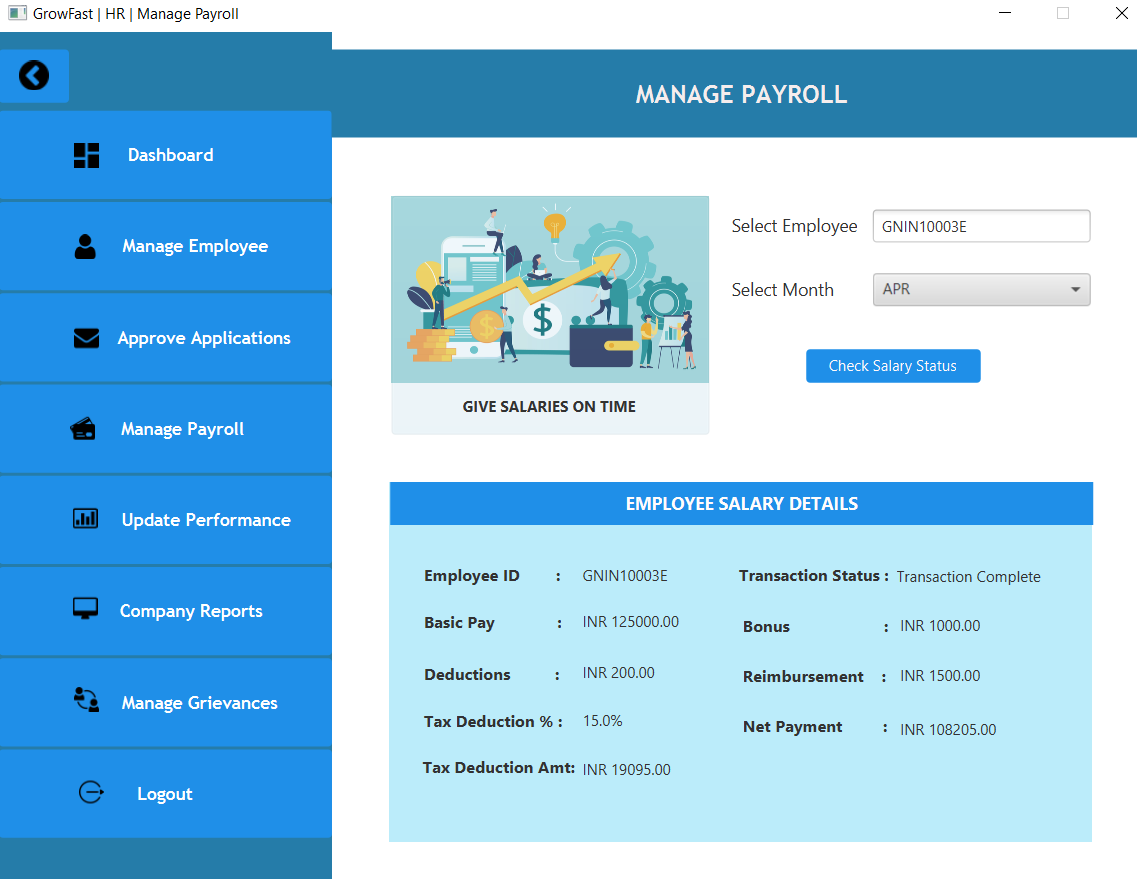 GrowFast | HR | Manage Payroll
MANAGE PAYROLL
Dashboard
Manage Employee
Approve Applications
Manage Payroll
Update Performance
Company Reports
Manage Grievances
Logout
$
$
GIVE SALARIES ON TIME
Select Employee GNIN10003E
Select Month APR
Check Salary Status
EMPLOYEE SALARY DETAILS
Employee ID : GNIN10003E
Basic Pay : INR 125000.00
Deductions : INR 200.00
Tax Deduction % : 15.0%
Tax Deduction Amt: INR 19095.00
Transaction Status : Transaction Complete
Bonus : INR 1000.00
Reimbursement : INR 1500.00
Net Payment : INR 108205.00